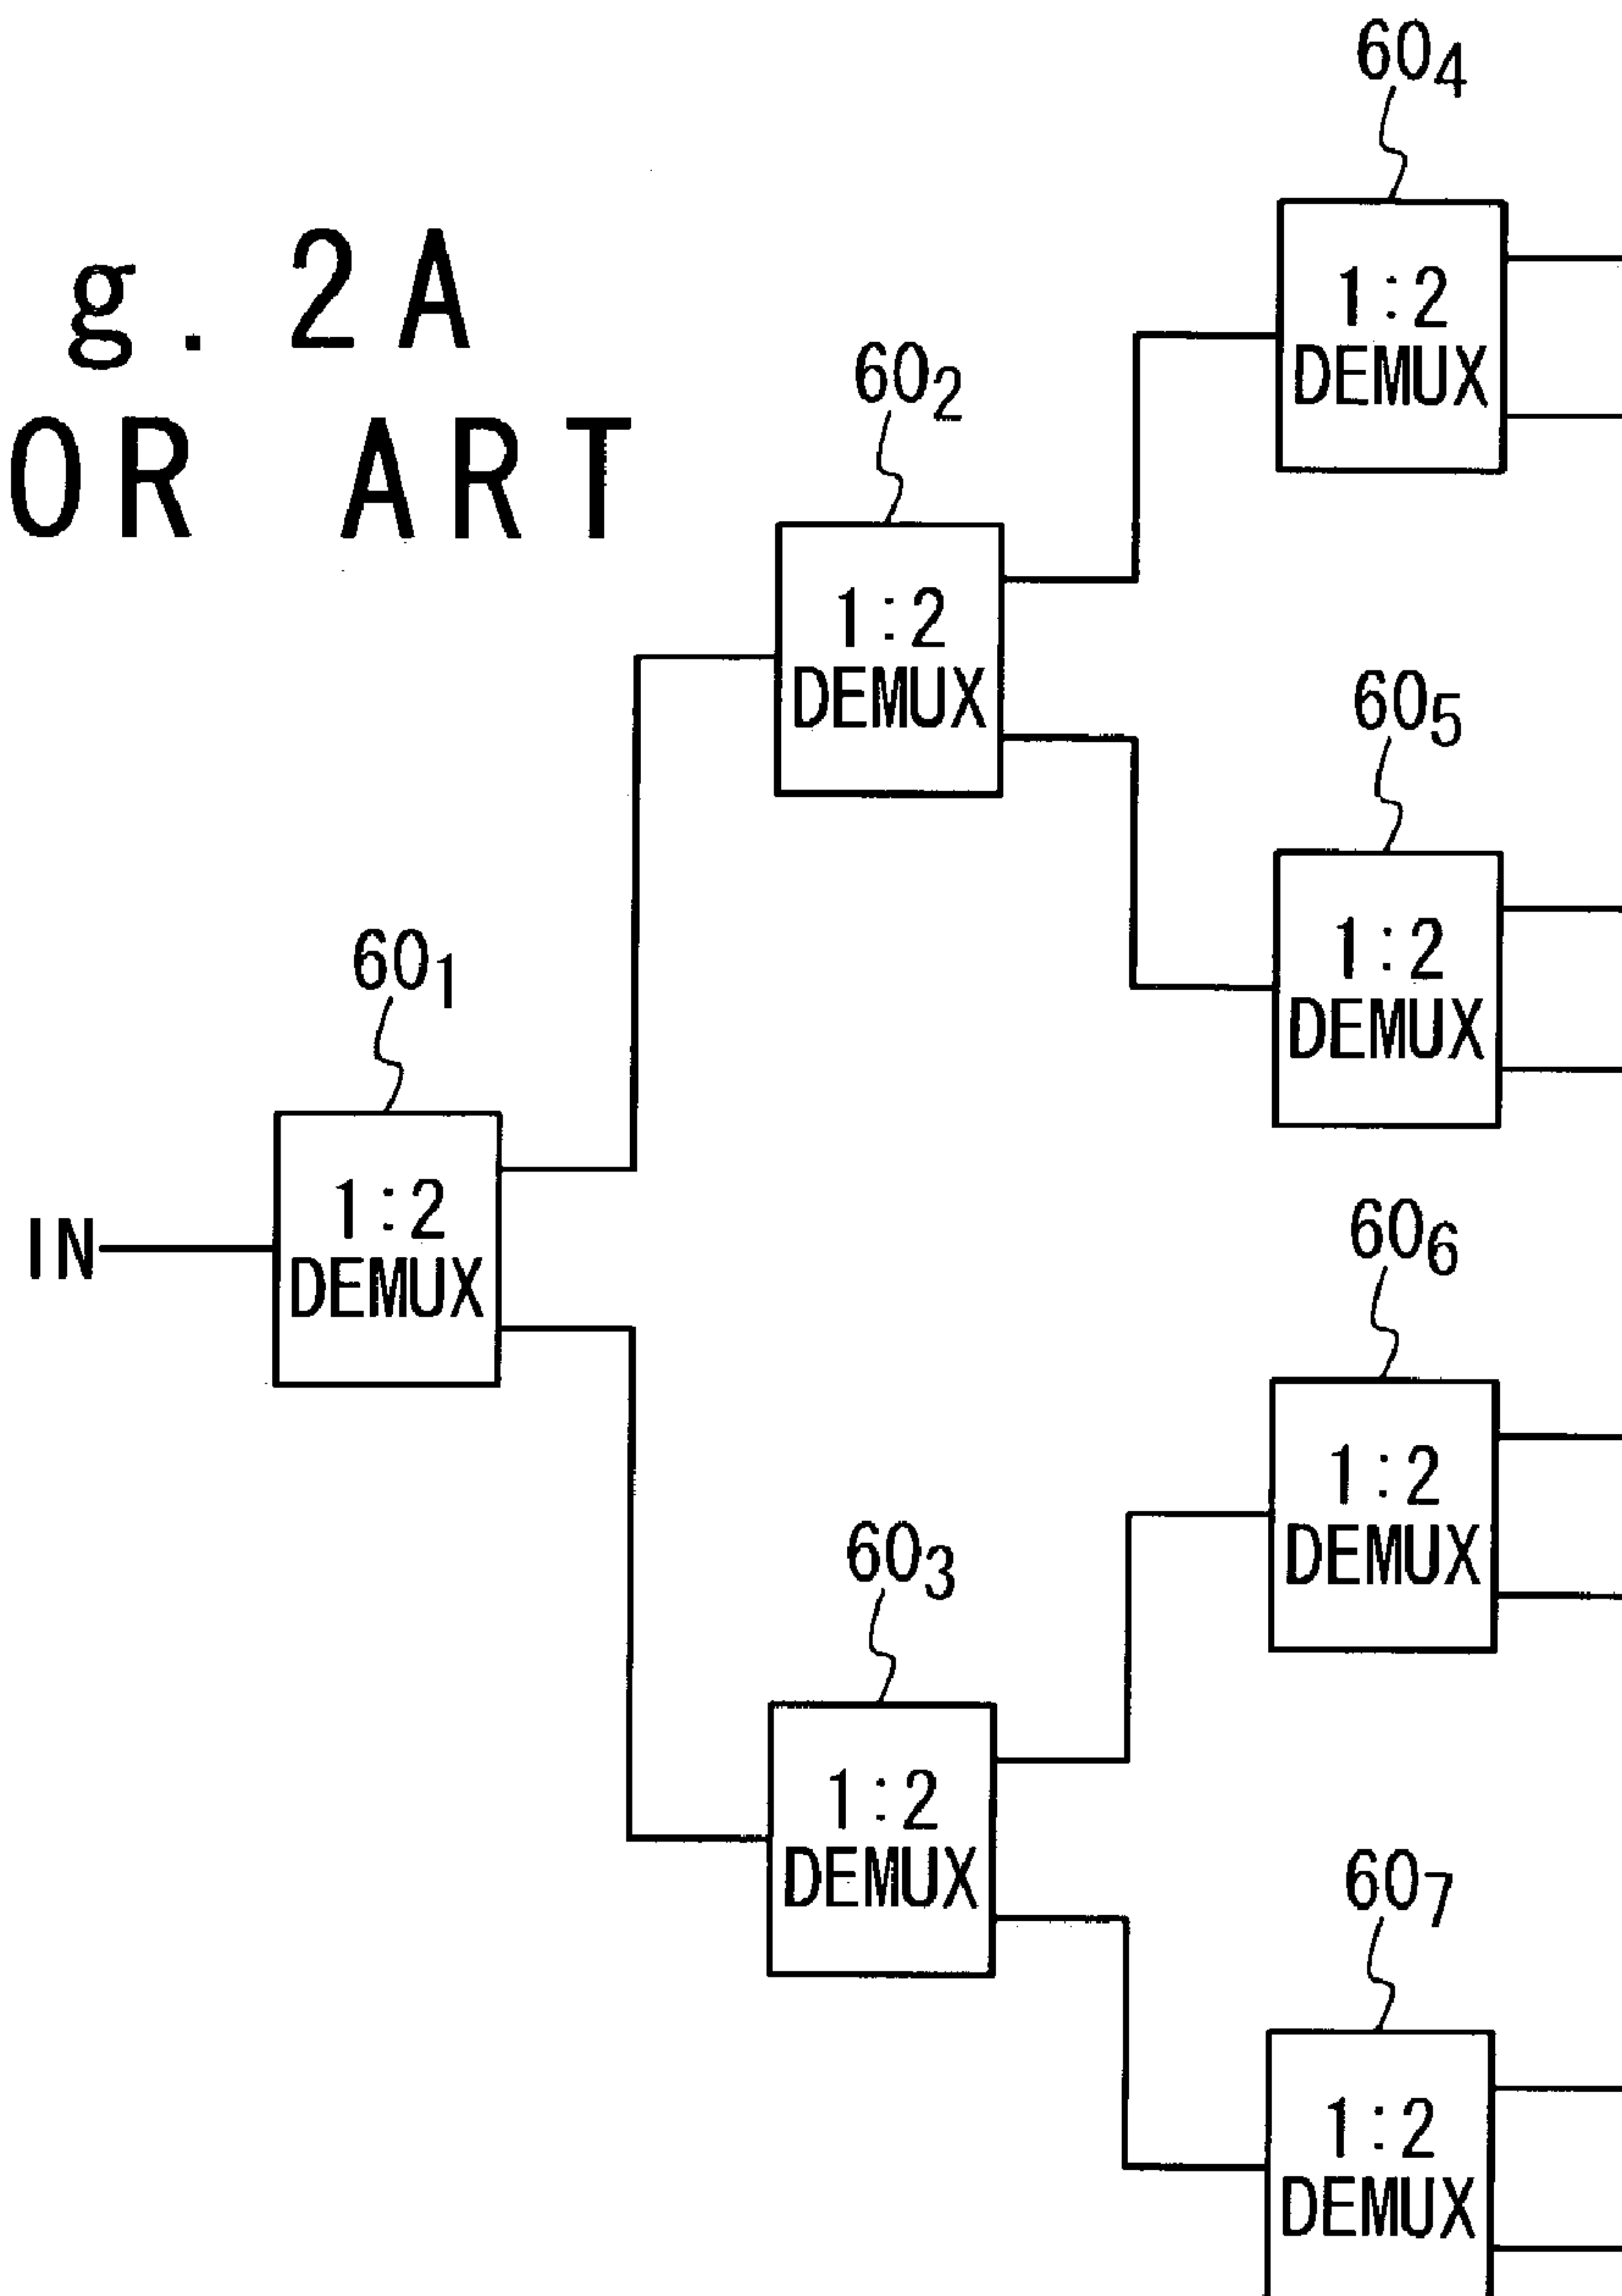 g. 2A
OR ART
60₄
1:2
DEMUX
60₂
1:2
DEMUX
60₅
1:2
DEMUX
60₁
IN
1:2
DEMUX
60₆
1:2
DEMUX
60₃
1:2
DEMUX
60₇
1:2
DEMUX